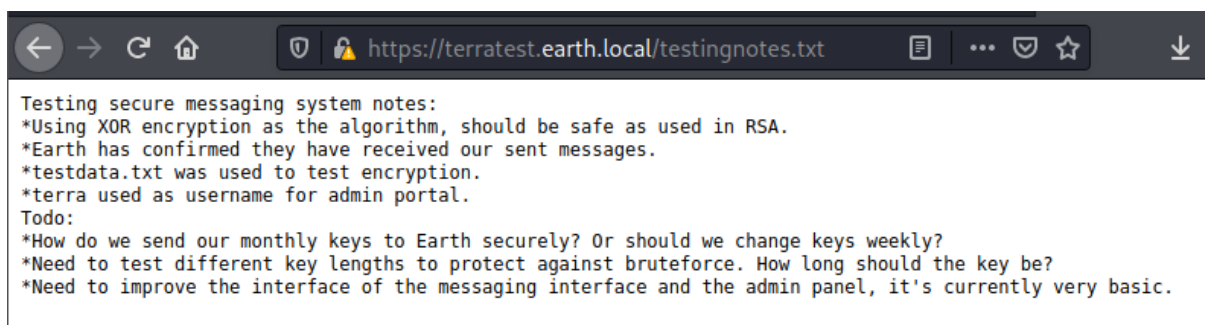 https://terratest.earth.local/testingnotes.txt
Testing secure messaging system notes:
*Using XOR encryption as the algorithm, should be safe as used in RSA.
*Earth has confirmed they have received our sent messages.
*testdata.txt was used to test encryption.
*terra used as username for admin portal.
Todo:
*How do we send our monthly keys to Earth securely? Or should we change keys weekly?
*Need to test different key lengths to protect against bruteforce. How long should the key be?
*Need to improve the interface of the messaging interface and the admin panel, it's currently very basic.